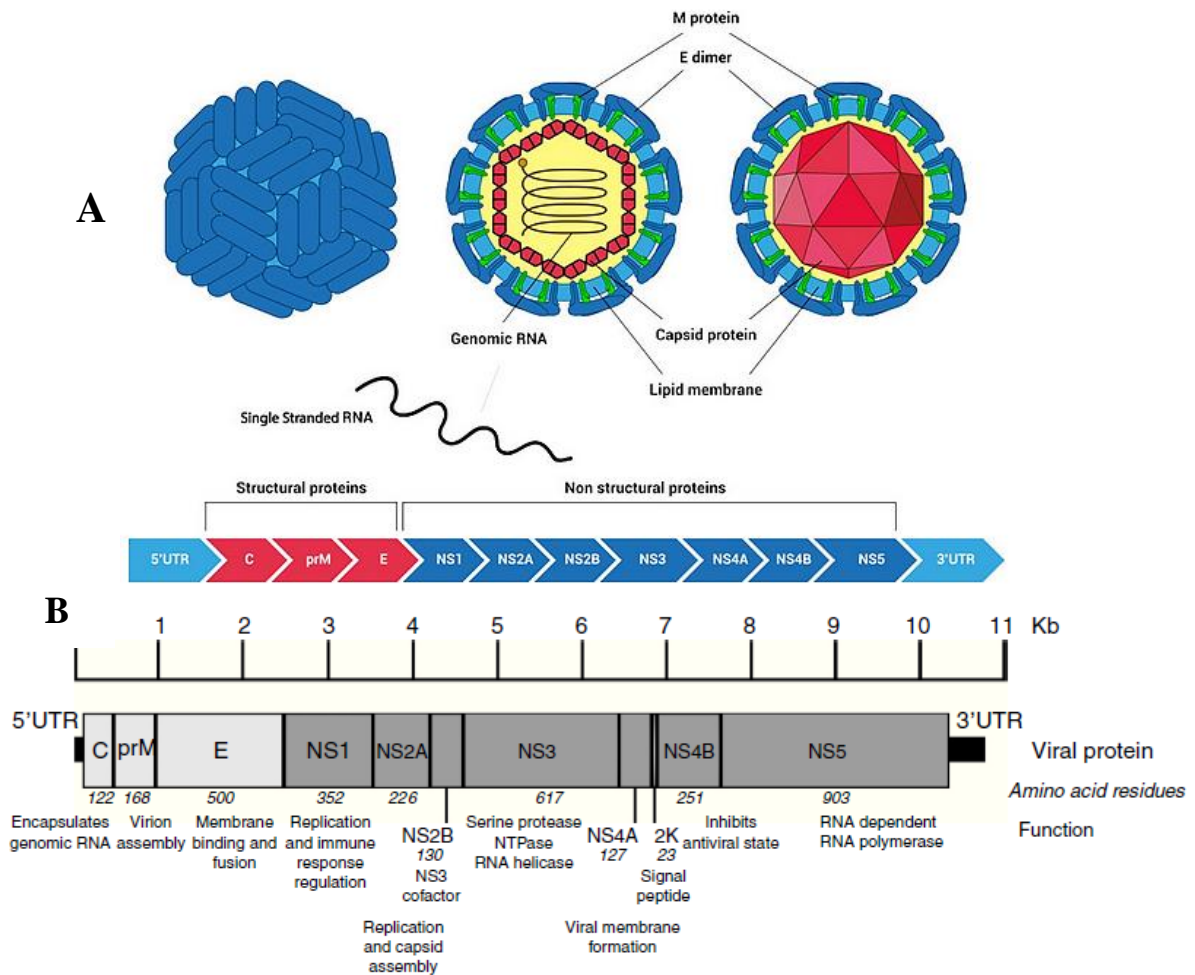 M protein
E dimer
A
Genomic RNA
Capsid protein
Lipid membrane
Single Stranded RNA
Structural proteins
Non structural proteins
5'UTR C prM E NS1 NS2A NS2B NS3 NS4A NS4B NS5 3'UTR
B
1 2 3 4 5 6 7 8 9 10 11 Kb
5'UTR
3'UTR
C prM E NS1 NS2A NS3 NS4B NS5
Viral protein
122 168 500 352 226 617 251 903
Amino acid residues
Encapsulates
genomic RNA
Virion
assembly
Membrane
binding and
fusion
Replication
and immune
response
regulation
NS2B
130
NS3
cofactor
Replication
and capsid
assembly
Serine protease
NTPase
RNA helicase
NS4A
127
Viral membrane
formation
2K
23
Signal
peptide
Inhibits
antiviral state
RNA dependent
RNA polymerase
Function